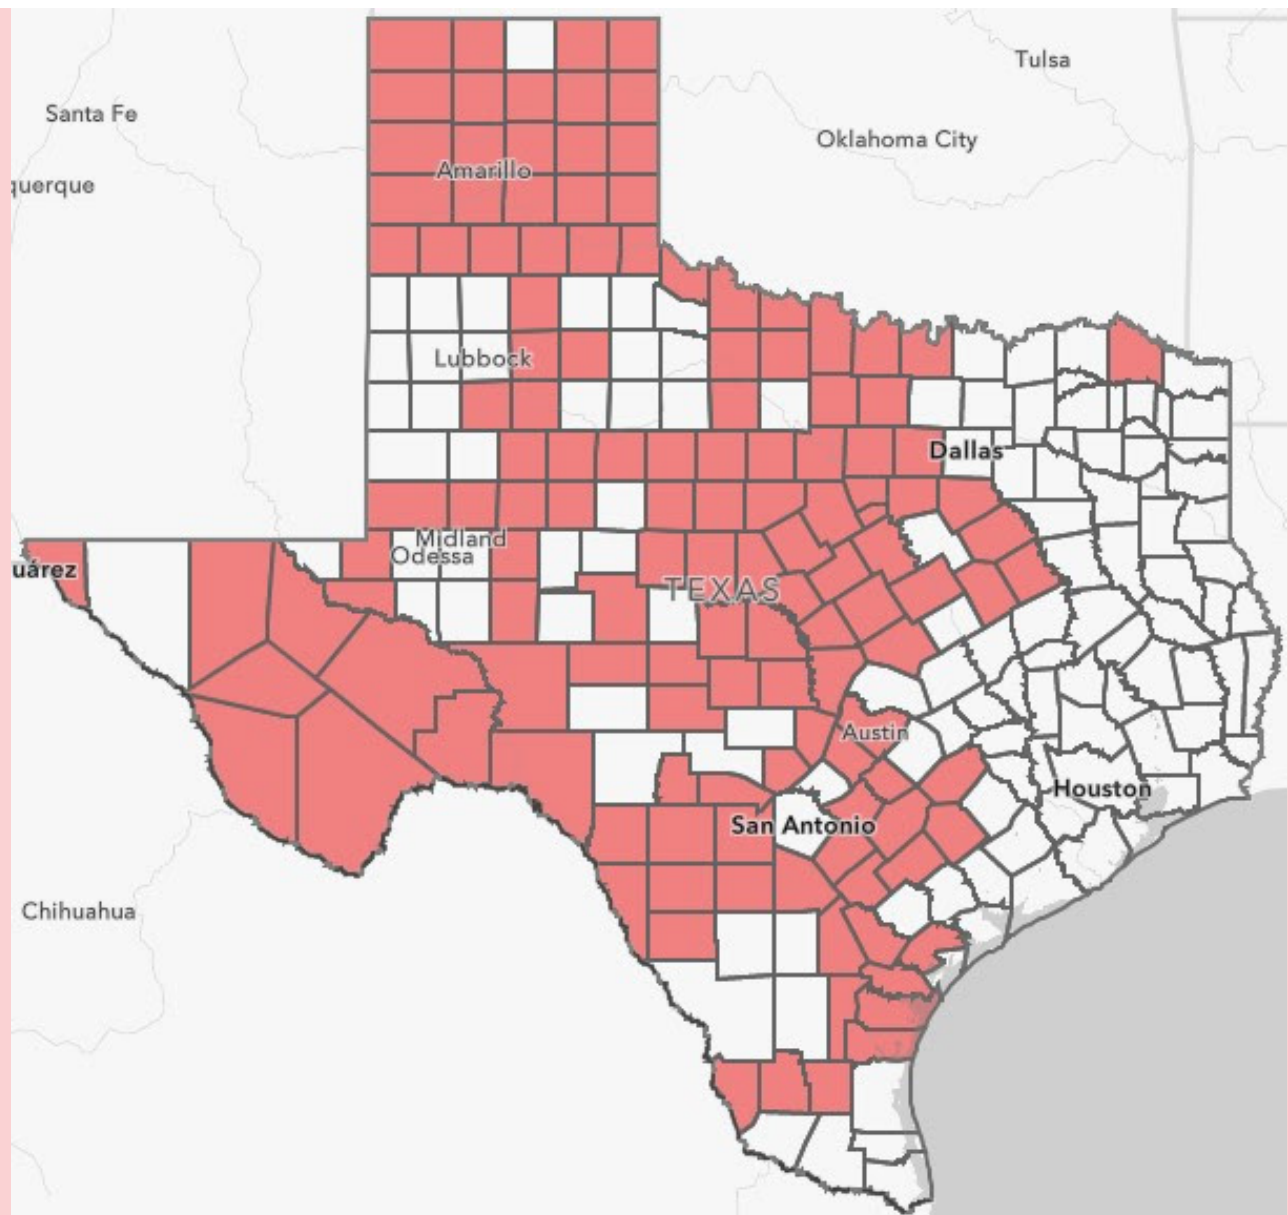 Tulsa
Santa Fe
Oklahoma City
Amarillo
querque
Lubbock
Dallas
Midland
Odessa
uárez
TEXAS
Austin
Houston
San Antonio
Chihuahua